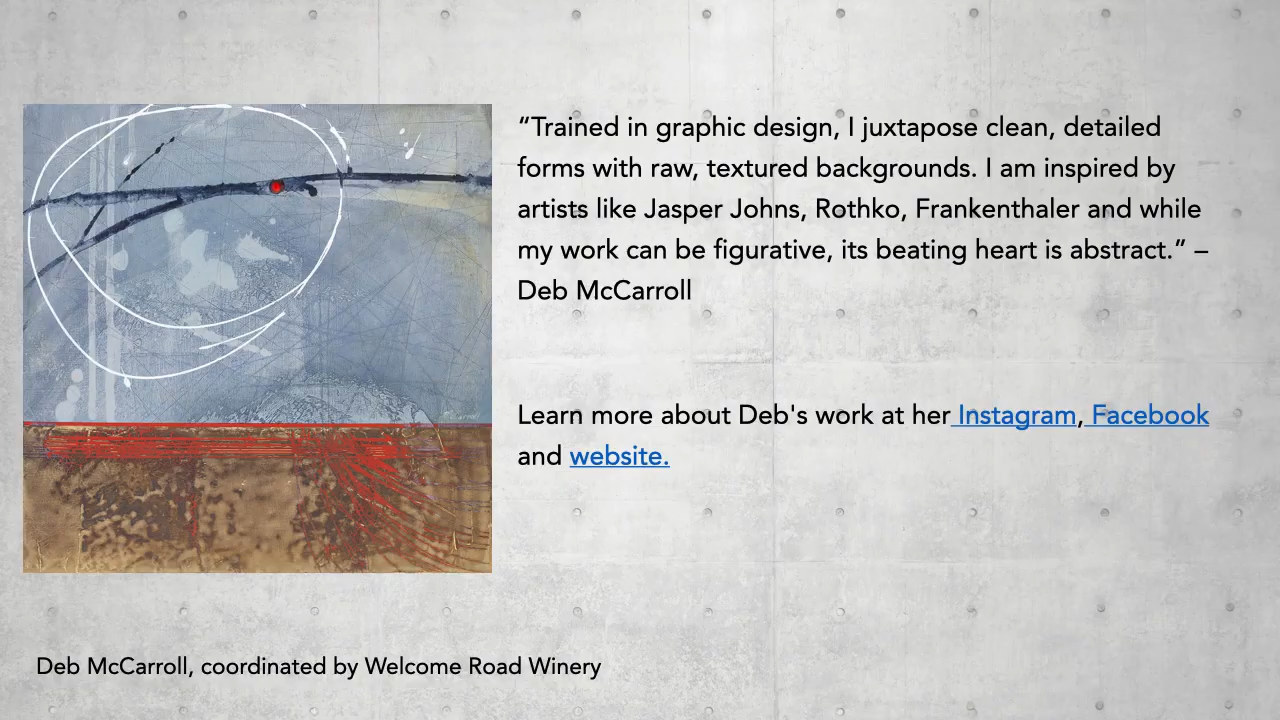 “Trained in graphic design, I juxtapose clean, detailed
forms with raw, textured backgrounds. I am inspired by
artists like Jasper Johns, Rothko, Frankenthaler and while
my work can be figurative, its beating heart is abstract.” –
Deb McCarroll
Learn more about Deb's work at her Instagram, Facebook
and website.
Deb McCarroll, coordinated by Welcome Road Winery